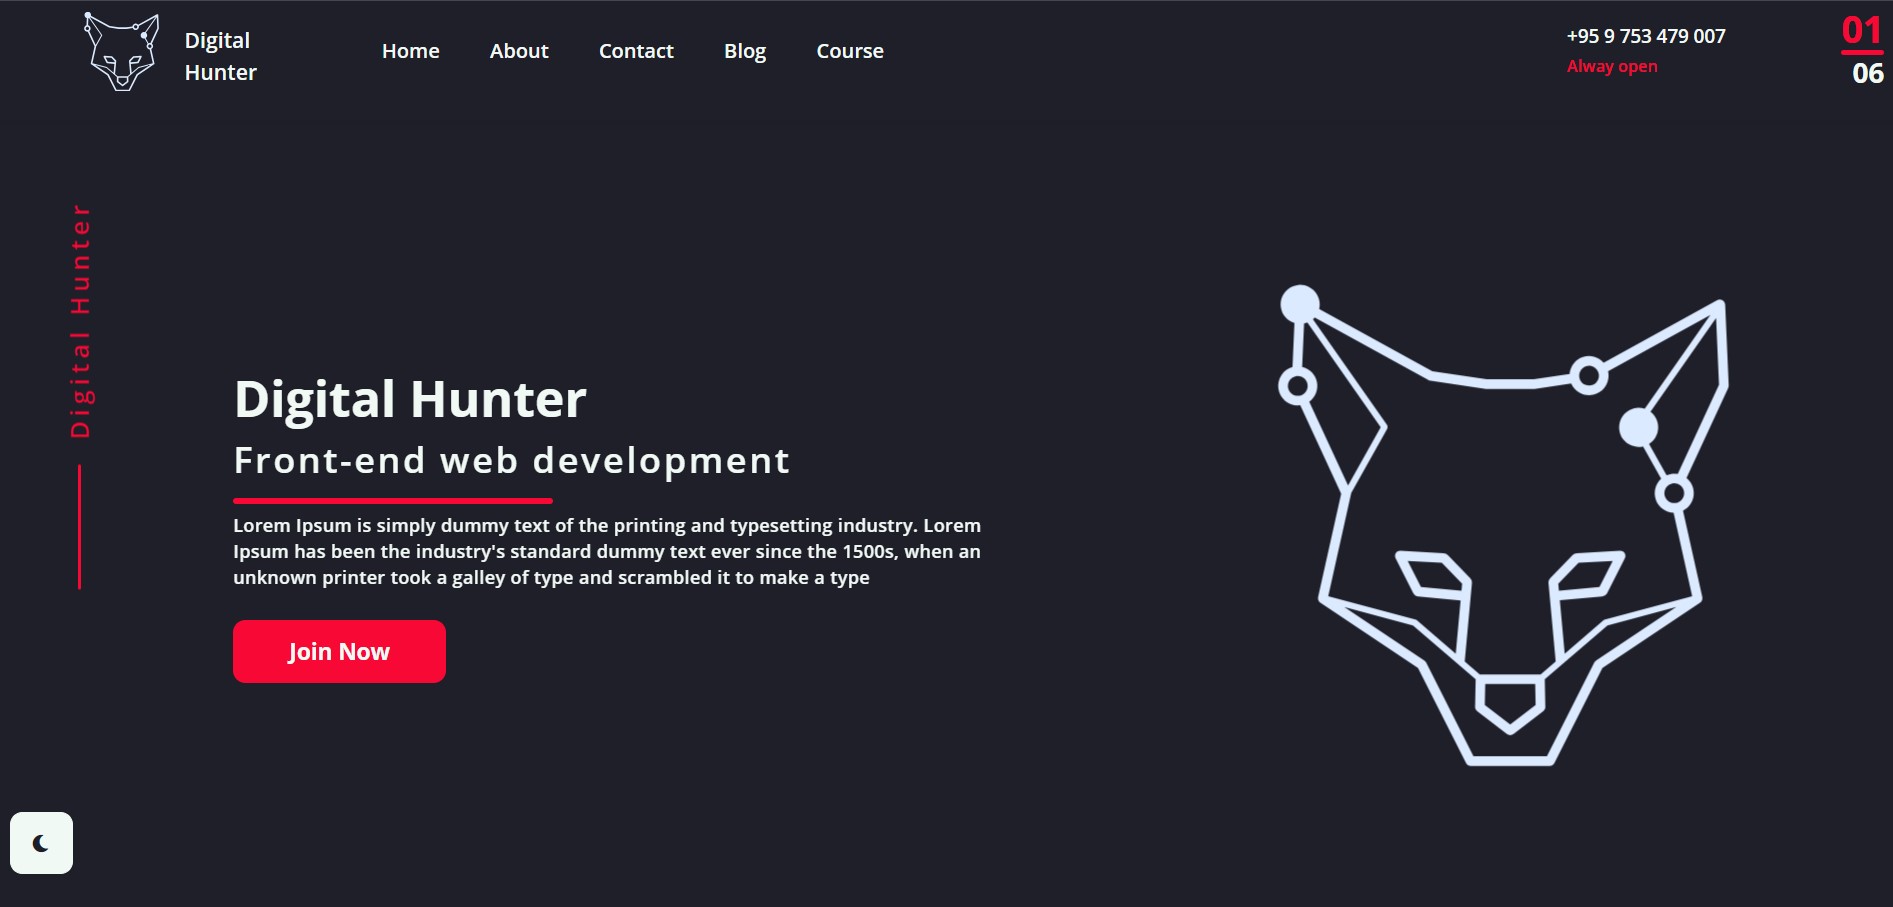 Digital
Hunter
Home
About
Contact
Blog
Course
+95 9 753 479 007
Alway open
01
06
Digital Hunter
Digital Hunter
Front-end web development
Lorem Ipsum is simply dummy text of the printing and typesetting industry. Lorem
Ipsum has been the industry's standard dummy text ever since the 1500s, when an
unknown printer took a galley of type and scrambled it to make a type
Join Now